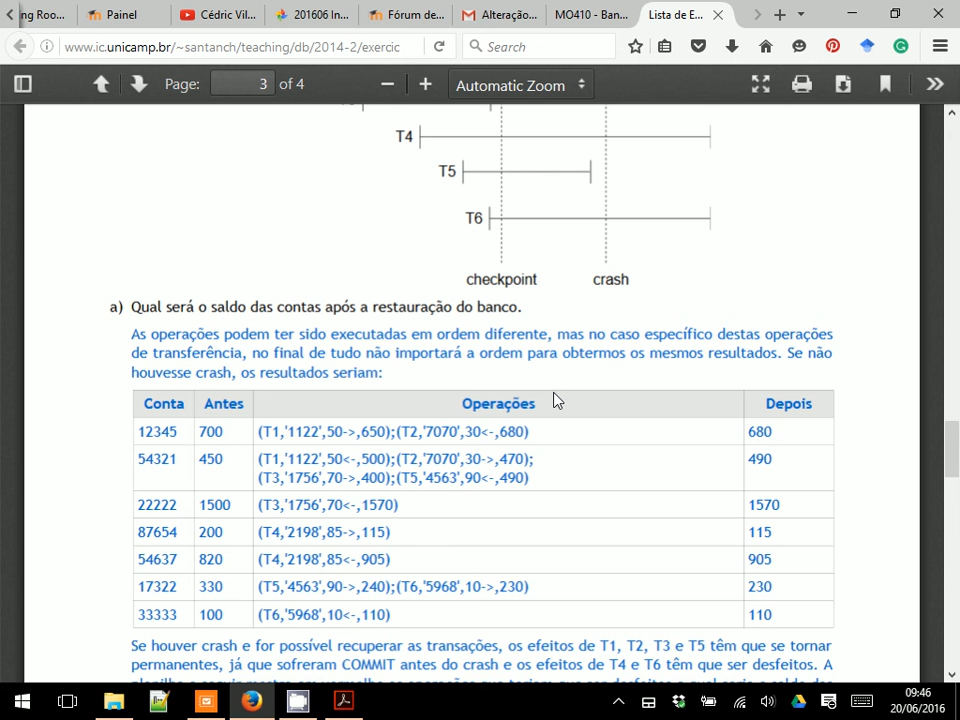 ng Roo... Painel Cédric Vil... 201606 In... Fórum de... Alteração... MO410 - Ban... Lista de E...
www.ic.unicamp.br/~santanch/teaching/db/2014-2/exercic Search
Page: 3 of 4 Automatic Zoom
T4
T5
T6
checkpoint crash
a) Qual será o saldo das contas após a restauração do banco.
As operações podem ter sido executadas em ordem diferente, mas no caso específico destas operações
de transferência, no final de tudo não importará a ordem para obtermos os mesmos resultados. Se não
houvesse crash, os resultados seriam:
Conta Antes Operações Depois
12345 700 (T1,'1122',50->,650);(T2,'7070',30<-,680) 680
54321 450 (T1,'1122',50<-,500);(T2,'7070',30->,470); 490
(T3,'1756',70->,400);(T5,'4563',90<-,490)
22222 1500 (T3,'1756',70<-,1570) 1570
87654 200 (T4,'2198',85->,115) 115
54637 820 (T4,'2198',85<-,905) 905
17322 330 (T5,'4563',90->,240);(T6,'5968',10->,230) 230
33333 100 (T6,'5968',10<-,110) 110
Se houver crash e for possível recuperar as transações, os efeitos de T1, T2, T3 e T5 têm que se tornar
permanentes, já que sofreram COMMIT antes do crash e os efeitos de T4 e T6 têm que ser desfeitos. A
09:46
20/06/2016